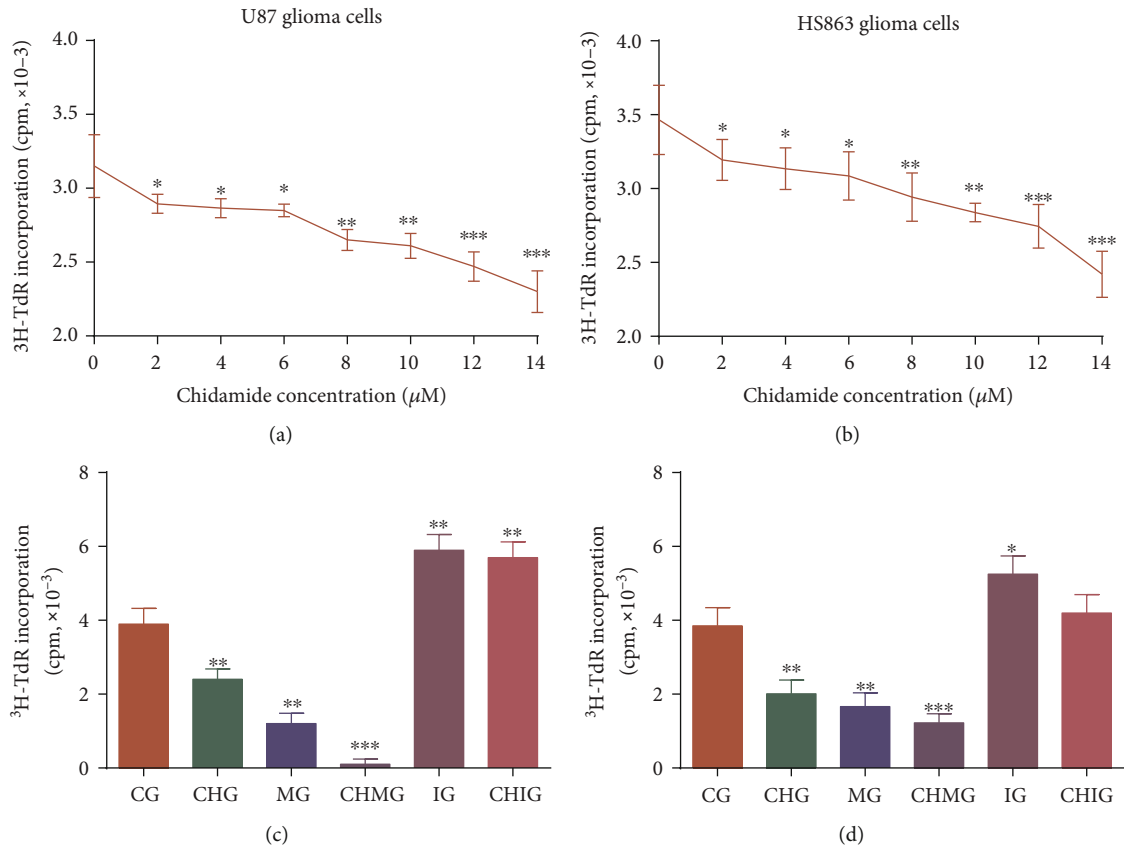 U87 glioma cells
4.0
3.5
3.0
2.5
2.0
3H-TdR incorporation (cpm, ×10–3)
*
*
*
**
**
***
***
0 2 4 6 8 10 12 14
Chidamide concentration (μM)
(a)
HS863 glioma cells
4.0
3.5
3.0
2.5
2.0
3H-TdR incorporation (cpm, ×10–3)
*
*
*
**
**
***
***
0 2 4 6 8 10 12 14
Chidamide concentration (μM)
(b)
8
6
4
2
0
³H-TdR incorporation
(cpm, ×10⁻³)
**
**
***
**
**
CG CHG MG CHMG IG CHIG
(c)
8
6
4
2
0
³H-TdR incorporation
(cpm, ×10⁻³)
**
**
***
*
CG CHG MG CHMG IG CHIG
(d)